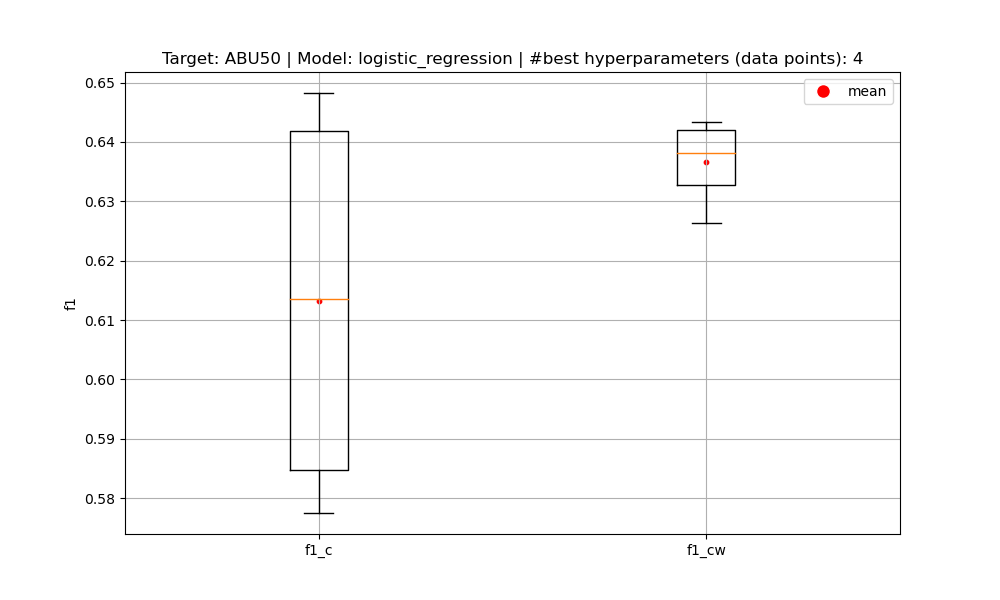 Target: ABU50 | Model: logistic_regression | #best hyperparameters (data points): 4
mean
0.65
0.64
0.63
0.62
0.61
0.60
0.59
0.58
f1
f1_c
f1_cw